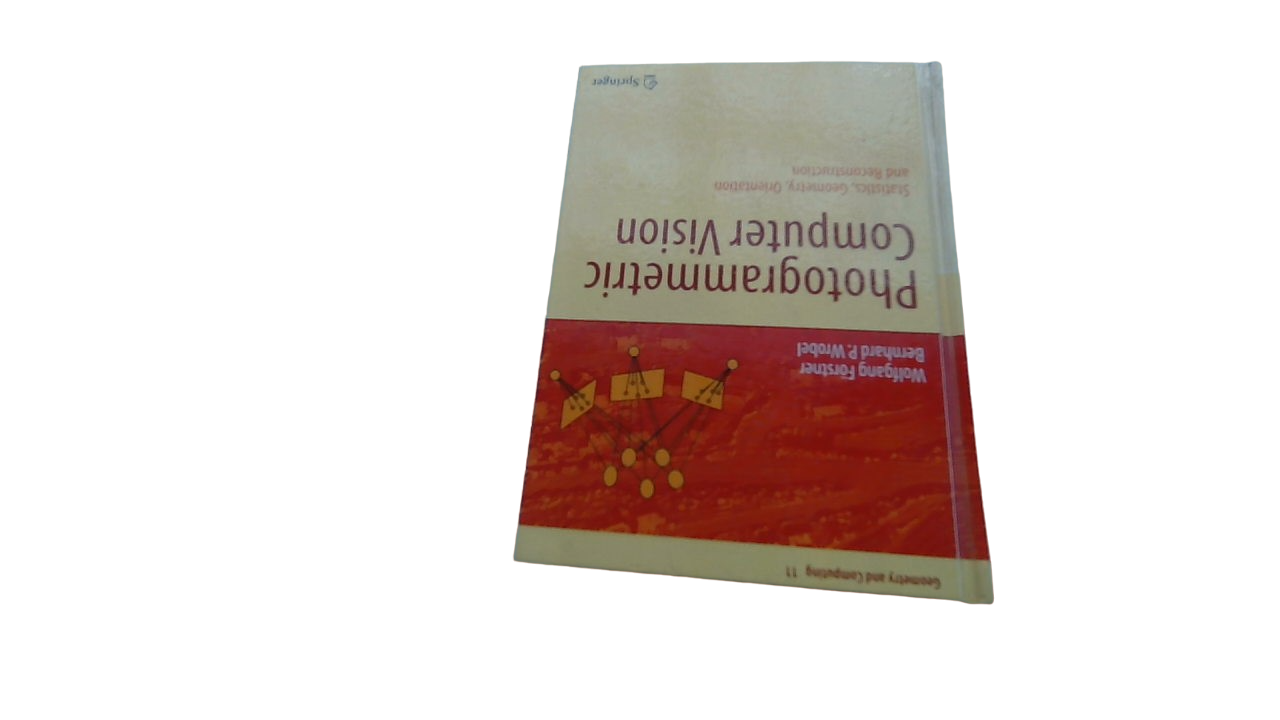 Geometry and Computing 11
Wolfgang Förstner
Bernhard P. Wrobel
Photogrammetric
Computer Vision
Statistics, Geometry, Orientation
and Reconstruction
Springer